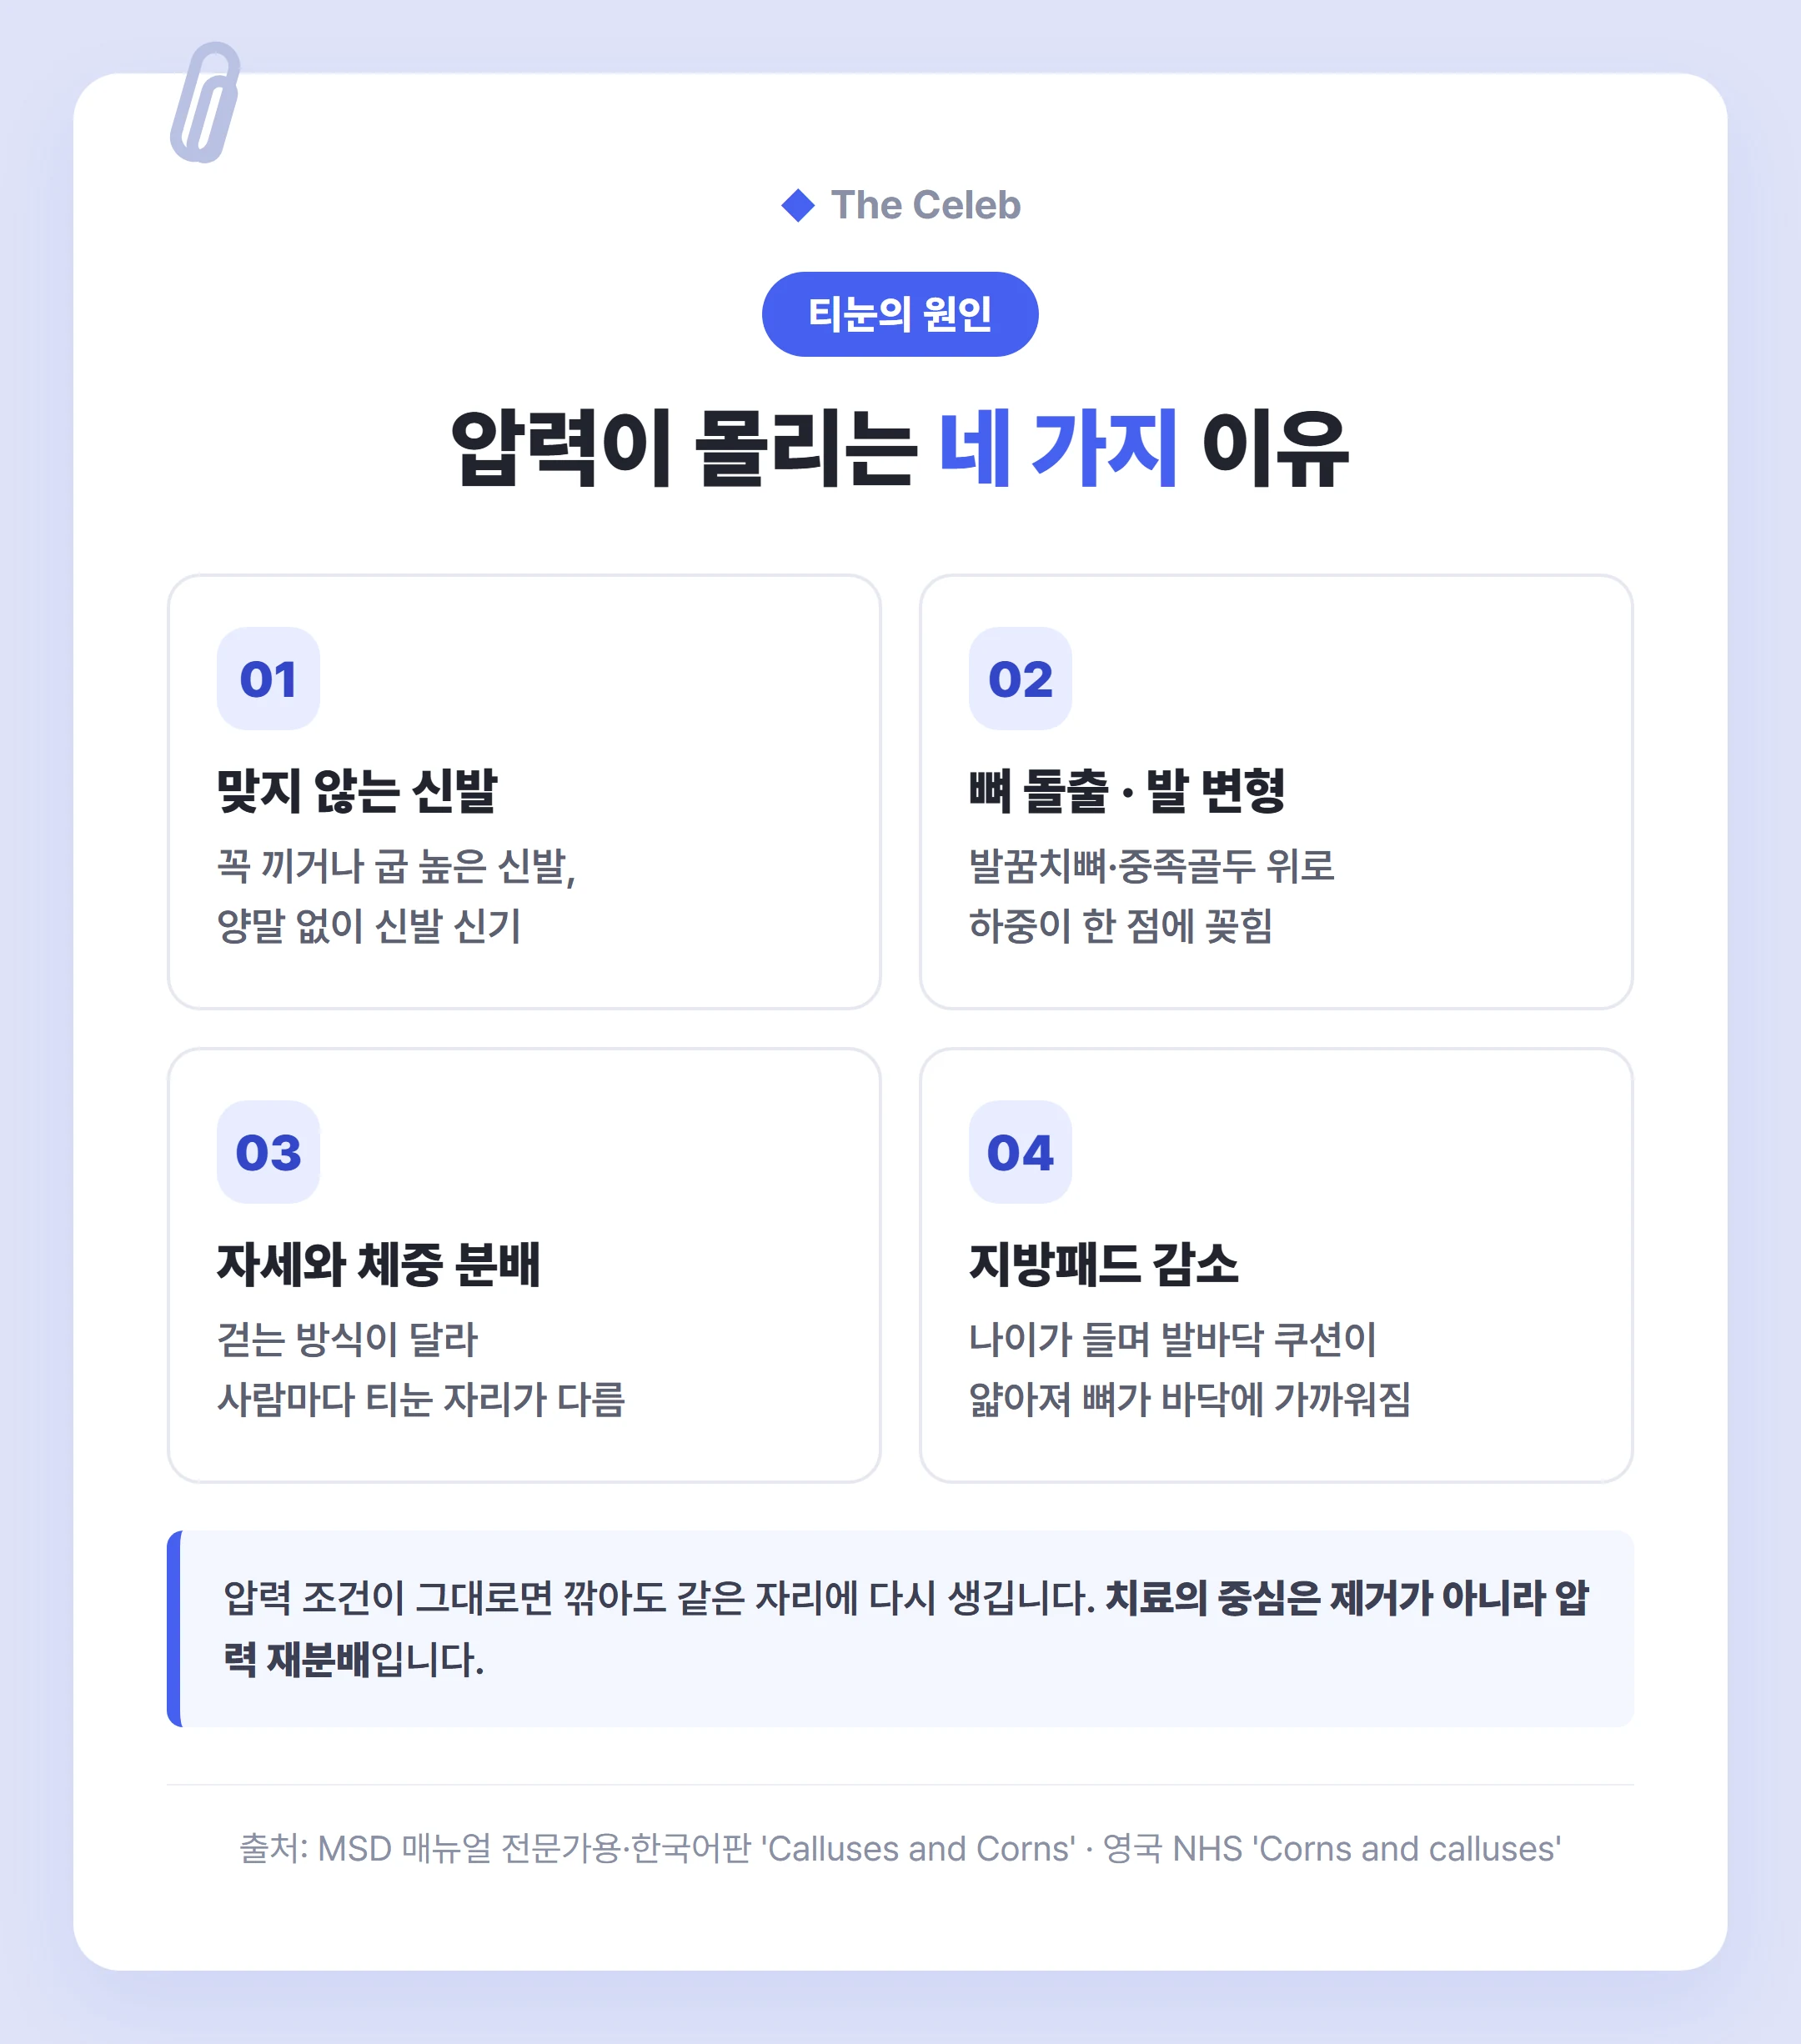 The Celeb
티눈의 원인
압력이 몰리는 네 가지 이유
01
맞지 않는 신발
꼭 끼거나 굽 높은 신발,
양말 없이 신발 신기
02
뼈 돌출 · 발 변형
발꿈치뼈·중족골두 위로
하중이 한 점에 꽂힘
03
자세와 체중 분배
걷는 방식이 달라
사람마다 티눈 자리가 다름
04
지방패드 감소
나이가 들며 발바닥 쿠션이
얇아져 뼈가 바닥에 가까워짐
압력 조건이 그대로면 깎아도 같은 자리에 다시 생깁니다. 치료의 중심은 제거가 아니라 압
력 재분배입니다.
출처: MSD 매뉴얼 전문가용·한국어판 'Calluses and Corns' · 영국 NHS 'Corns and calluses'